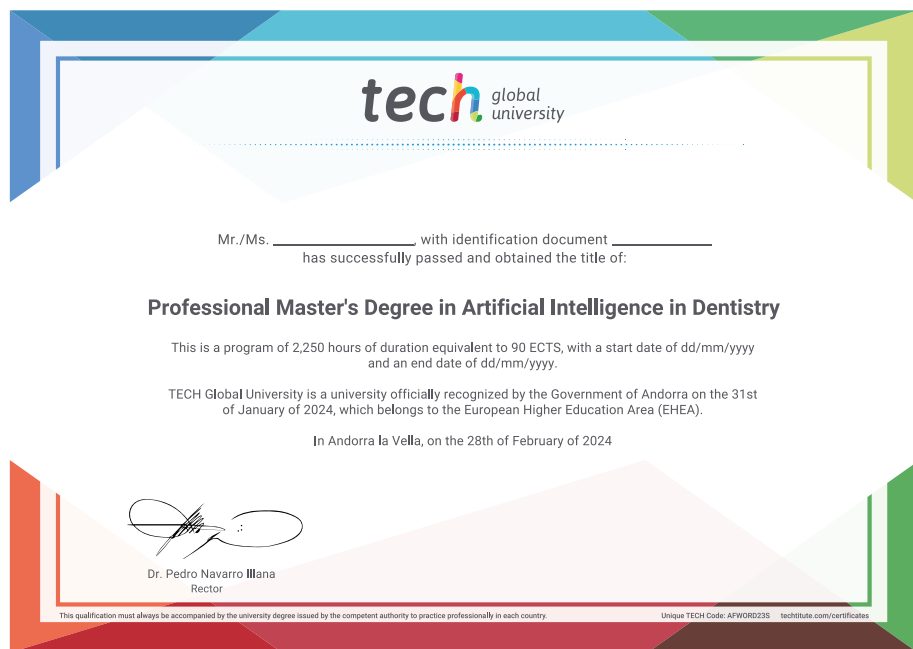 tech global university
Mr./Ms. ____________, with identification document ____________
has successfully passed and obtained the title of:
Professional Master's Degree in Artificial Intelligence in Dentistry
This is a program of 2,250 hours of duration equivalent to 90 ECTS, with a start date of dd/mm/yyyy
and an end date of dd/mm/yyyy.
TECH Global University is a university officially recognized by the Government of Andorra on the 31st
of January of 2024, which belongs to the European Higher Education Area (EHEA).
In Andorra la Vella, on the 28th of February of 2024
Dr. Pedro Navarro Illana
Rector
This qualification must always be accompanied by the university degree issued by the competent authority to practice professionally in each country. Unique TECH Code: AFWORD23S techtitute.com/certificates